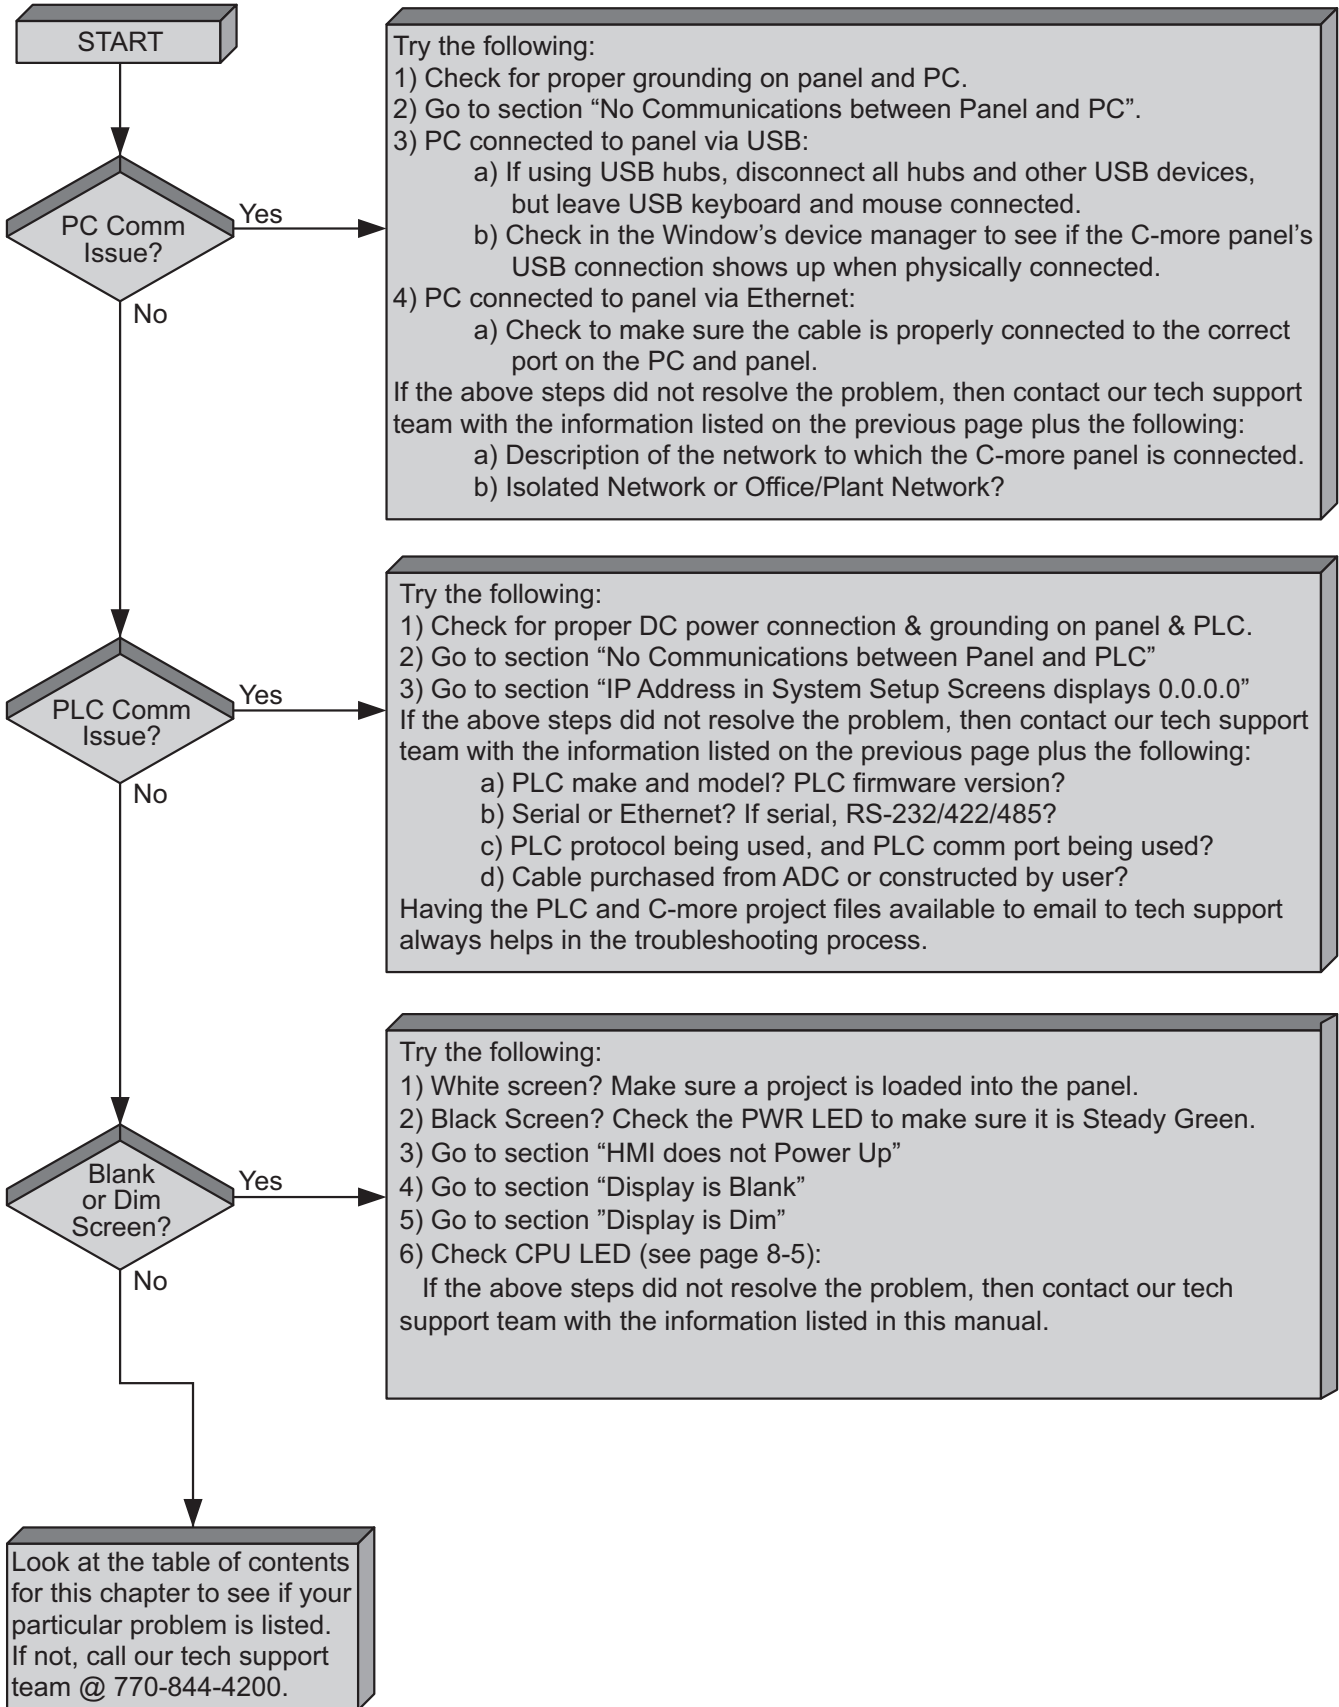 START
PC Comm
Issue?
Yes
No
Try the following:
1) Check for proper grounding on panel and PC.
2) Go to section “No Communications between Panel and PC”.
3) PC connected to panel via USB:
a) If using USB hubs, disconnect all hubs and other USB devices,
but leave USB keyboard and mouse connected.
b) Check in the Window’s device manager to see if the C-more panel’s
USB connection shows up when physically connected.
4) PC connected to panel via Ethernet:
a) Check to make sure the cable is properly connected to the correct
port on the PC and panel.
If the above steps did not resolve the problem, then contact our tech support
team with the information listed on the previous page plus the following:
a) Description of the network to which the C-more panel is connected.
b) Isolated Network or Office/Plant Network?
PLC Comm
Issue?
Yes
No
Try the following:
1) Check for proper DC power connection & grounding on panel & PLC.
2) Go to section “No Communications between Panel and PLC”
3) Go to section “IP Address in System Setup Screens displays 0.0.0.0”
If the above steps did not resolve the problem, then contact our tech support
team with the information listed on the previous page plus the following:
a) PLC make and model? PLC firmware version?
b) Serial or Ethernet? If serial, RS-232/422/485?
c) PLC protocol being used, and PLC comm port being used?
d) Cable purchased from ADC or constructed by user?
Having the PLC and C-more project files available to email to tech support
always helps in the troubleshooting process.
Blank
or Dim
Screen?
Yes
No
Try the following:
1) White screen? Make sure a project is loaded into the panel.
2) Black Screen? Check the PWR LED to make sure it is Steady Green.
3) Go to section “HMI does not Power Up”
4) Go to section “Display is Blank”
5) Go to section ”Display is Dim”
6) Check CPU LED (see page 8-5):
If the above steps did not resolve the problem, then contact our tech
support team with the information listed in this manual.
Look at the table of contents
for this chapter to see if your
particular problem is listed.
If not, call our tech support
team @ 770-844-4200.